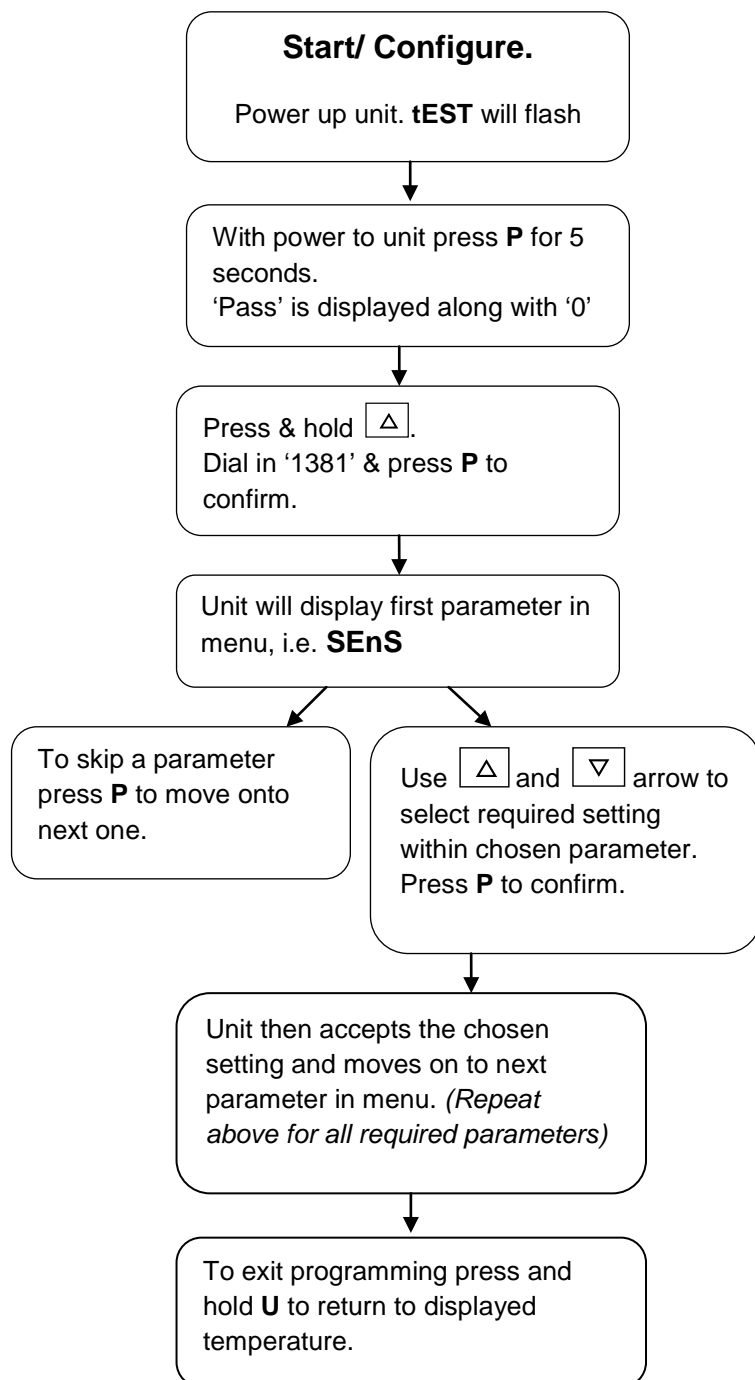 Start/ Configure.
Power up unit. tEST will flash
With power to unit press P for 5
seconds.
‘Pass’ is displayed along with ‘0’
Press & hold △.
Dial in ‘1381’ & press P to
confirm.
Unit will display first parameter in
menu, i.e. SEnS
To skip a parameter
press P to move onto
next one.
Use △ and ▽ arrow to
select required setting
within chosen parameter.
Press P to confirm.
Unit then accepts the chosen
setting and moves on to next
parameter in menu. (Repeat
above for all required parameters)
To exit programming press and
hold U to return to displayed
temperature.